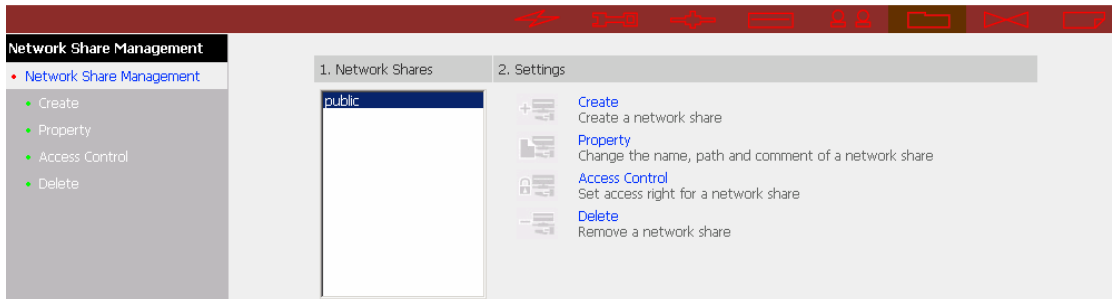 Network Share Management
Network Share Management
Create
Property
Access Control
Delete
1. Network Shares
2. Settings
public
Create
Create a network share
Property
Change the name, path and comment of a network share
Access Control
Set access right for a network share
Delete
Remove a network share